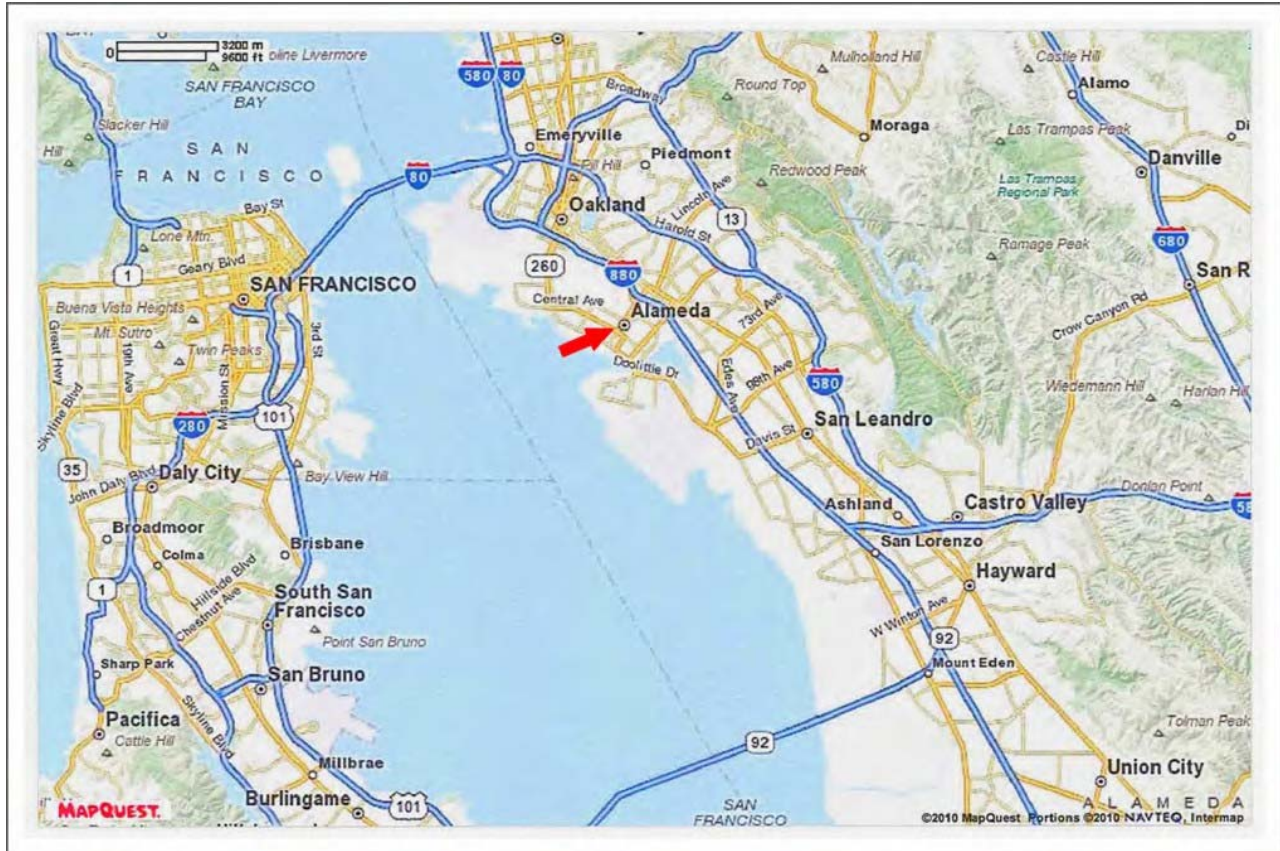 BAY
0 3200 m
9600 ft
oline Livermore
SAN FRANCISCO
BAY
Slacker Hill
Hill
SAN
FRANCISCO
580
80
Broadway
Mulholland Hill
Castle Hill
Alamo
Round Top
Moraga
Las Trampas Peak
Di
Danville
Emeryville
Pill Hill
Piedmont
Redwood Peak
Las Trampas
Regional Park
80
Lincoln Ave
13
Oakland
Harold St
Ramage Peak
680
San R
Bay St
Lone Mtn.
1
Geary Blvd
SAN FRANCISCO
260
880
Central Ave
Alameda
73rd Ave
Crow Canyon Rd
Buena Vista Heights
Mt. Sutro
Twin Peaks
Great Hwy
19th Ave
Mission St
3rd St
Doolittle Dr
Edes Ave
98th Ave
580
Wiedemann Hill
Harlan Hill
Skyline Blvd
280
101
San Leandro
Davis St
35
John Daly Blvd
Daly City
Bay View Hill
Donlan Point
58
Broadmoor
Colma
Brisbane
Ashland
Castro Valley
San Lorenzo
Hayward
1
Hillside Blvd
Chestnut Ave
South San
Francisco
Point San Bruno
W Winton Ave
92
Mount Eden
Sharp Park
San Bruno
Skyline Blvd
Pacifica
Cattle Hill
Tolman Peak
92
Millbrae
Union City
Burlingame
101
SAN
FRANCISCO
ALAMEDA
MAPQUEST.
©2010 MapQuest Portions ©2010 NAVTEQ, Intermap